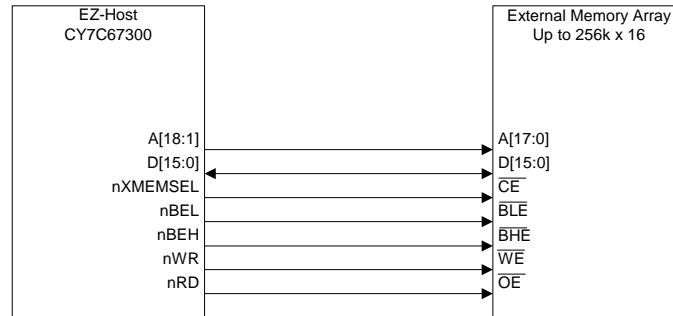 EZ-Host
CY7C67300
External Memory Array
Up to 256k x 16
A[18:1]
A[17:0]
D[15:0]
D[15:0]
nXMEMSEL
CE
nBEL
BLE
nBEH
BHE
nWR
WE
nRD
OE